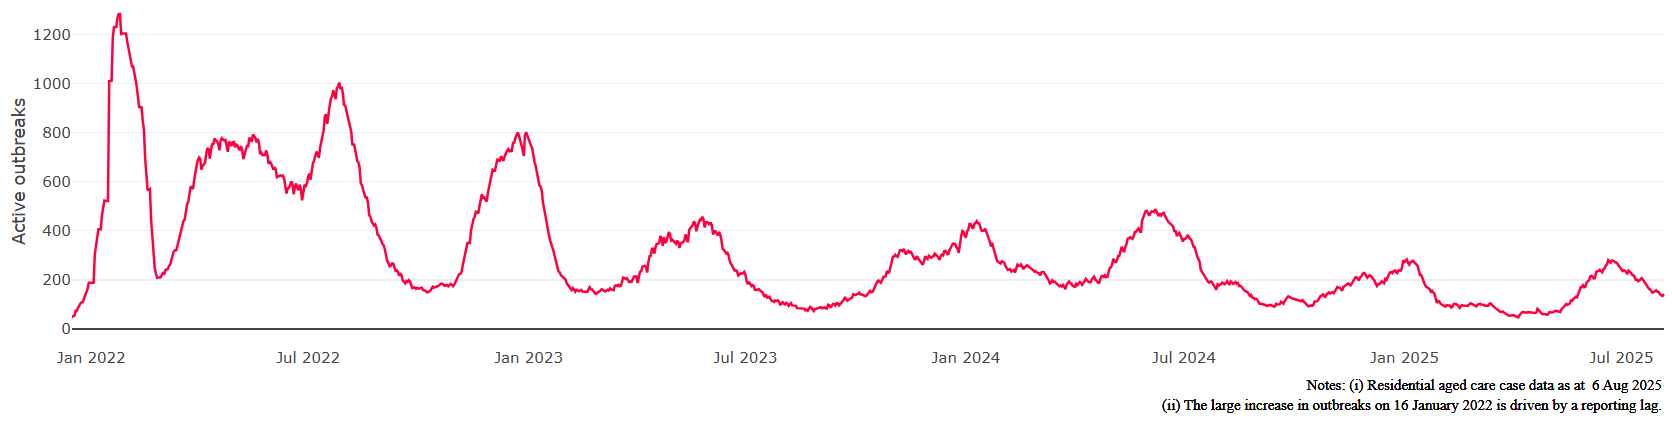 1200
1000
800
600
400
200
0
Active outbreaks
Jan 2022 Jul 2022 Jan 2023 Jul 2023 Jan 2024 Jul 2024 Jan 2025 Jul 2025
Notes: (i) Residential aged care case data as at 6 Aug 2025
(ii) The large increase in outbreaks on 16 January 2022 is driven by a reporting lag.